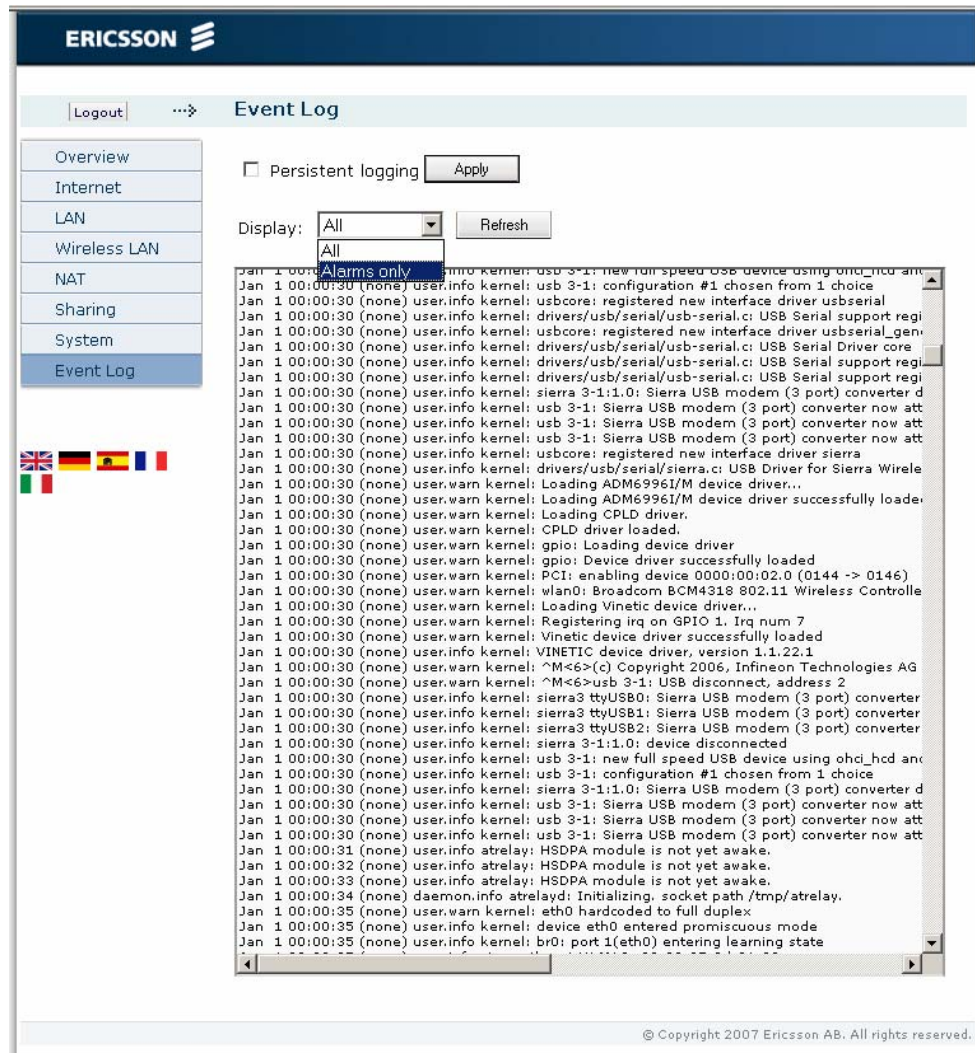 ERICSSON
Logout
Event Log
Overview
Internet
LAN
Wireless LAN
NAT
Sharing
System
Event Log
Persistent logging Apply
Display: All Refresh
All
Alarms only
Jan 1 00:00:30 (none) user.info kernel: usb 3-1: configuration #1 chosen from 1 choice
Jan 1 00:00:30 (none) user.info kernel: usbcore: registered new interface driver usbserial
Jan 1 00:00:30 (none) user.info kernel: drivers/usb/serial/usb-serial.c: USB Serial support regi
Jan 1 00:00:30 (none) user.info kernel: usbcore: registered new interface driver usbserial_gen
Jan 1 00:00:30 (none) user.info kernel: drivers/usb/serial/usb-serial.c: USB Serial Driver core
Jan 1 00:00:30 (none) user.info kernel: drivers/usb/serial/usb-serial.c: USB Serial support regi
Jan 1 00:00:30 (none) user.info kernel: drivers/usb/serial/usb-serial.c: USB Serial support regi
Jan 1 00:00:30 (none) user.info kernel: sierra 3-1:1.0: Sierra USB modem (3 port) converter d
Jan 1 00:00:30 (none) user.info kernel: usb 3-1: Sierra USB modem (3 port) converter now att
Jan 1 00:00:30 (none) user.info kernel: usb 3-1: Sierra USB modem (3 port) converter now att
Jan 1 00:00:30 (none) user.info kernel: usb 3-1: Sierra USB modem (3 port) converter now att
Jan 1 00:00:30 (none) user.info kernel: usbcore: registered new interface driver sierra
Jan 1 00:00:30 (none) user.info kernel: drivers/usb/serial/sierra.c: USB Driver for Sierra Wirele
Jan 1 00:00:30 (none) user.warn kernel: Loading ADM6996I/M device driver...
Jan 1 00:00:30 (none) user.warn kernel: Loading ADM6996I/M device driver successfully loade
Jan 1 00:00:30 (none) user.warn kernel: Loading CPLD driver.
Jan 1 00:00:30 (none) user.warn kernel: CPLD driver loaded.
Jan 1 00:00:30 (none) user.warn kernel: gpio: Loading device driver
Jan 1 00:00:30 (none) user.warn kernel: gpio: Device driver successfully loaded
Jan 1 00:00:30 (none) user.warn kernel: PCI: enabling device 0000:00:02.0 (0144 -> 0146)
Jan 1 00:00:30 (none) user.warn kernel: wlan0: Broadcom BCM4318 802.11 Wireless Controlle
Jan 1 00:00:30 (none) user.warn kernel: Loading Vinetic device driver...
Jan 1 00:00:30 (none) user.warn kernel: Registering irq on GPIO 1. Irq num 7
Jan 1 00:00:30 (none) user.warn kernel: Vinetic device driver successfully loaded
Jan 1 00:00:30 (none) user.info kernel: VINETIC device driver, version 1.1.22.1
Jan 1 00:00:30 (none) user.warn kernel: ^M<6>(c) Copyright 2006, Infineon Technologies AG
Jan 1 00:00:30 (none) user.warn kernel: ^M<6>usb 3-1: USB disconnect, address 2
Jan 1 00:00:30 (none) user.info kernel: sierra3 ttyUSB0: Sierra USB modem (3 port) converter
Jan 1 00:00:30 (none) user.info kernel: sierra3 ttyUSB1: Sierra USB modem (3 port) converter
Jan 1 00:00:30 (none) user.info kernel: sierra3 ttyUSB2: Sierra USB modem (3 port) converter
Jan 1 00:00:30 (none) user.info kernel: sierra 3-1:1.0: device disconnected
Jan 1 00:00:30 (none) user.info kernel: usb 3-1: new full speed USB device using ohci_hcd and
Jan 1 00:00:30 (none) user.info kernel: usb 3-1: configuration #1 chosen from 1 choice
Jan 1 00:00:30 (none) user.info kernel: sierra 3-1:1.0: Sierra USB modem (3 port) converter d
Jan 1 00:00:30 (none) user.info kernel: usb 3-1: Sierra USB modem (3 port) converter now att
Jan 1 00:00:30 (none) user.info kernel: usb 3-1: Sierra USB modem (3 port) converter now att
Jan 1 00:00:30 (none) user.info kernel: usb 3-1: Sierra USB modem (3 port) converter now att
Jan 1 00:00:31 (none) user.info atrelay: HSDPA module is not yet awake.
Jan 1 00:00:32 (none) user.info atrelay: HSDPA module is not yet awake.
Jan 1 00:00:33 (none) user.info atrelay: HSDPA module is not yet awake.
Jan 1 00:00:34 (none) daemon.info atrelayd: Initializing. socket path /tmp/atrelay.
Jan 1 00:00:35 (none) user.warn kernel: eth0 hardcoded to full duplex
Jan 1 00:00:35 (none) user.info kernel: device eth0 entered promiscuous mode
Jan 1 00:00:35 (none) user.info kernel: br0: port 1(eth0) entering learning state
© Copyright 2007 Ericsson AB. All rights reserved.